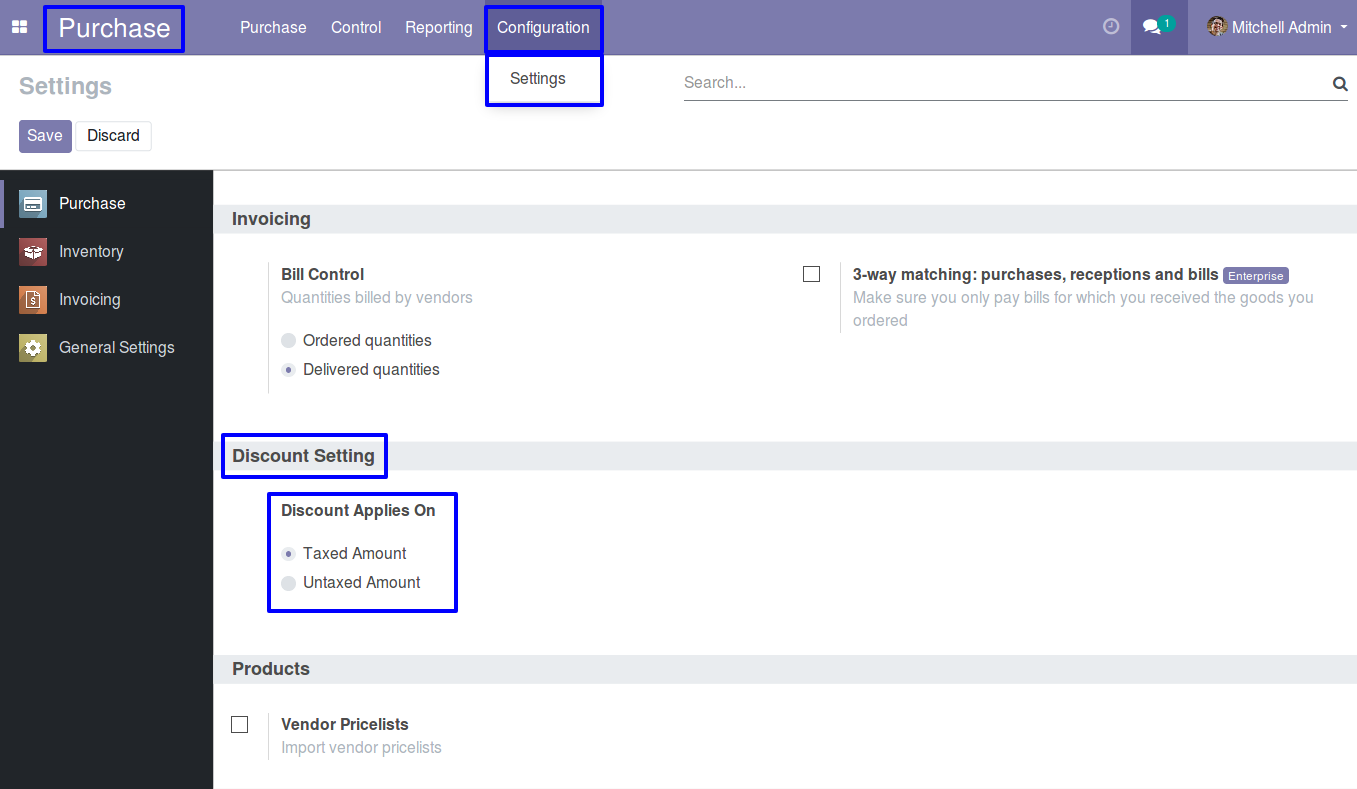 Purchase
Purchase Control Reporting Configuration
1
Mitchell Admin
Settings
Settings
Search...
Save Discard
Purchase
Inventory
Invoicing
General Settings
Invoicing
Bill Control
Quantities billed by vendors
Ordered quantities
Delivered quantities
3-way matching: purchases, receptions and bills Enterprise
Make sure you only pay bills for which you received the goods you
ordered
Discount Setting
Discount Applies On
Taxed Amount
Untaxed Amount
Products
Vendor Pricelists
Import vendor pricelists